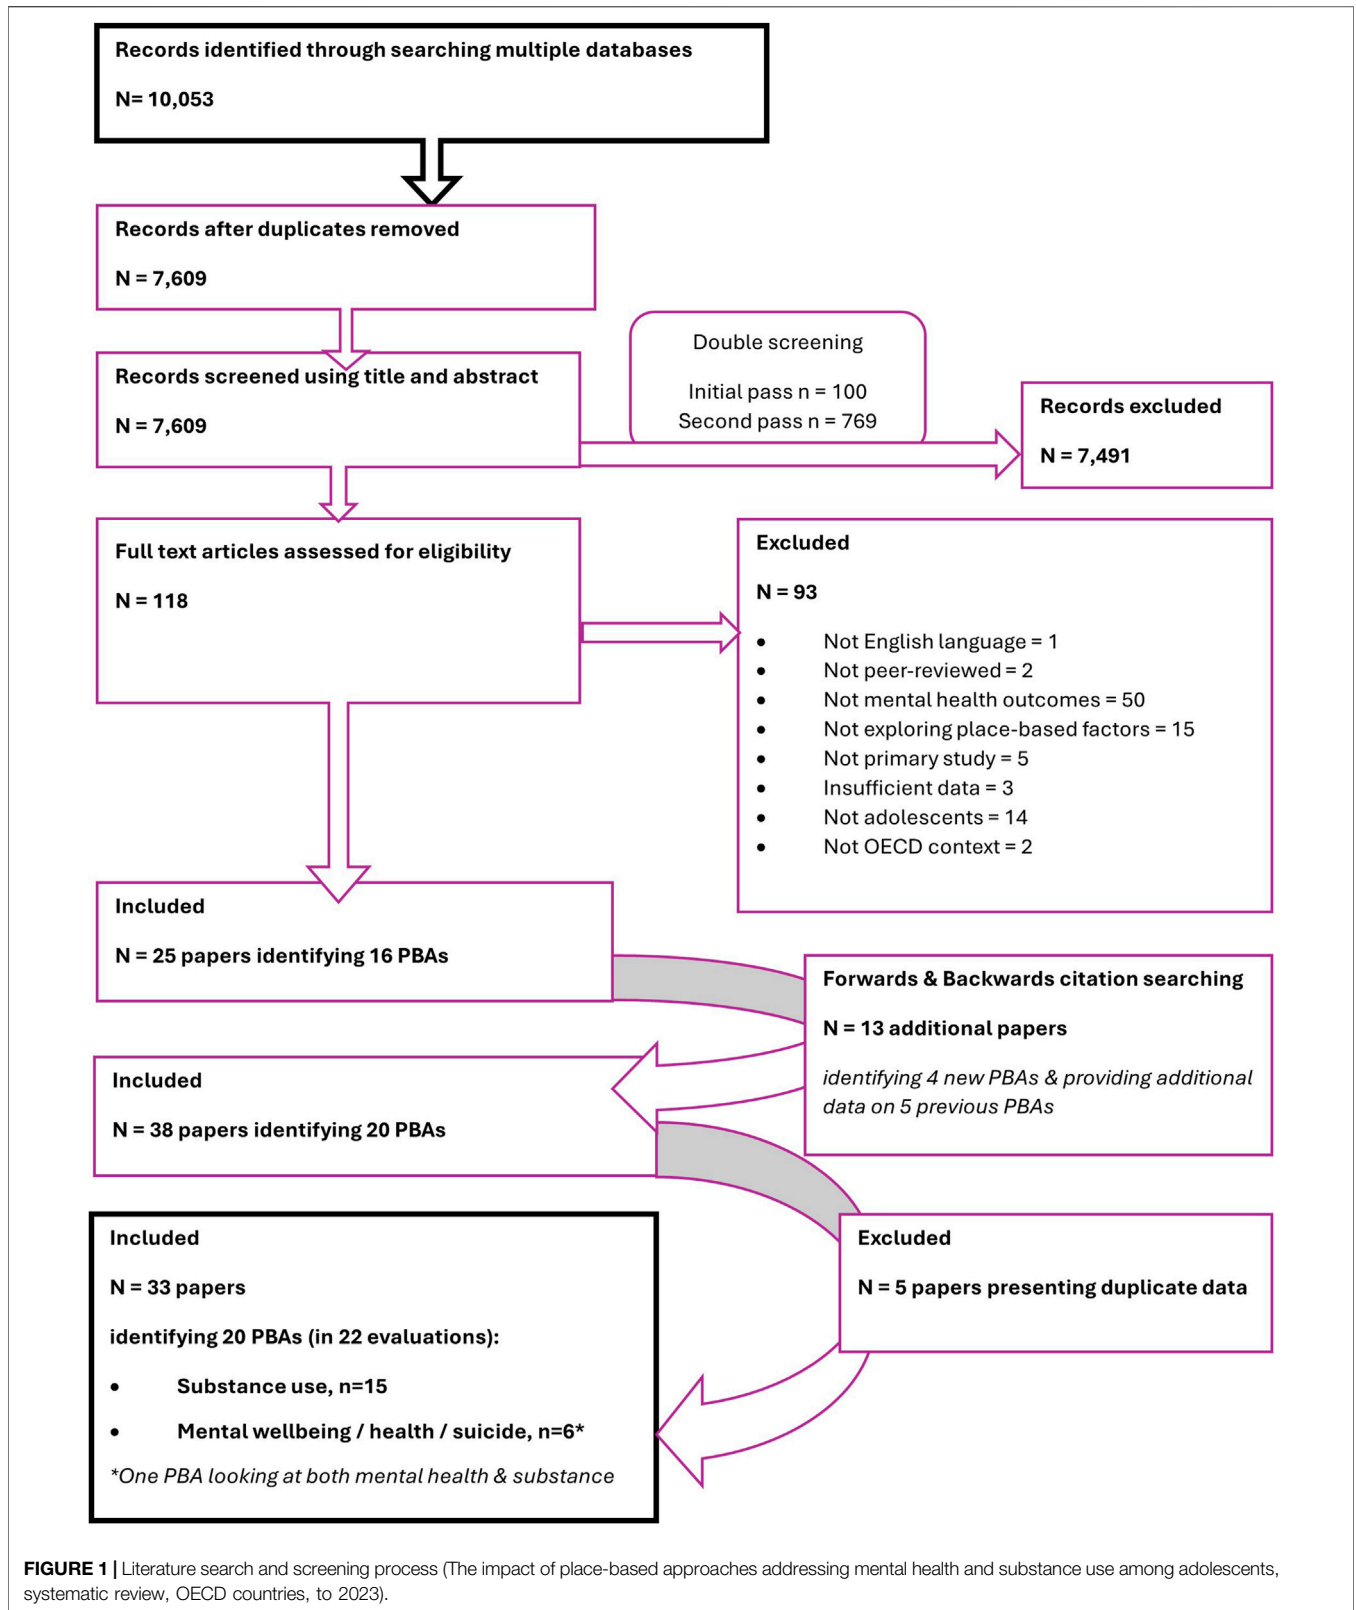 Records identified through searching multiple databases
N= 10,053
Records after duplicates removed
N = 7,609
Records screened using title and abstract
N = 7,609
Double screening
Initial pass n = 100
Second pass n = 769
Records excluded
N = 7,491
Full text articles assessed for eligibility
N = 118
Excluded
N = 93
• Not English language = 1
• Not peer-reviewed = 2
• Not mental health outcomes = 50
• Not exploring place-based factors = 15
• Not primary study = 5
• Insufficient data = 3
• Not adolescents = 14
• Not OECD context = 2
Included
N = 25 papers identifying 16 PBAs
Forwards & Backwards citation searching
N = 13 additional papers
identifying 4 new PBAs & providing additional
data on 5 previous PBAs
Included
N = 38 papers identifying 20 PBAs
Excluded
N = 5 papers presenting duplicate data
Included
N = 33 papers
identifying 20 PBAs (in 22 evaluations):
• Substance use, n=15
• Mental wellbeing / health / suicide, n=6*
*One PBA looking at both mental health & substance
FIGURE 1 | Literature search and screening process (The impact of place-based approaches addressing mental health and substance use among adolescents,
systematic review, OECD countries, to 2023).